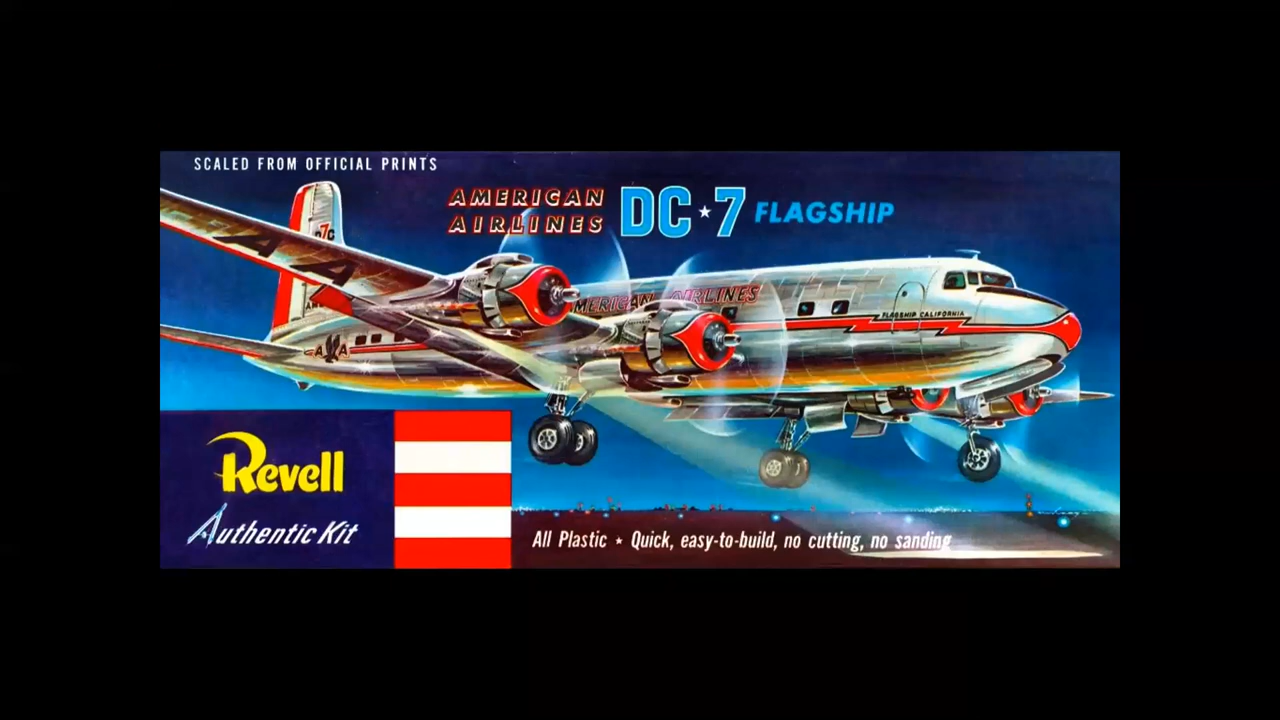 SCALED FROM OFFICIAL PRINTS
AMERICAN
AIRLINES
DC★7 FLAGSHIP
7C
A A
AMERICAN AIRLINES
FLAGSHIP CALIFORNIA
A A
Revell
Authentic Kit
All Plastic ★ Quick, easy-to-build, no cutting, no sanding